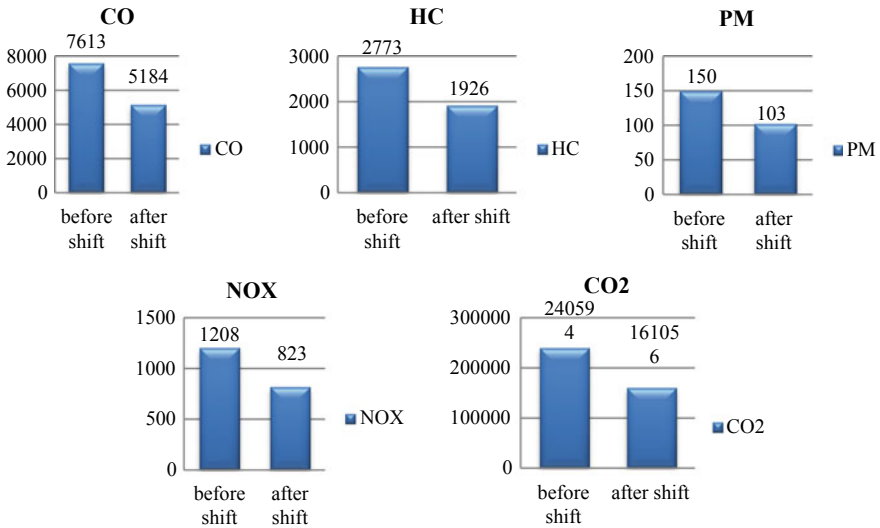 CO
7613
5184
8000
6000
4000
2000
0
before shift
after shift
CO
HC
2773
1926
3000
2000
1000
0
before shift
after shift
HC
PM
150
103
200
150
100
50
0
before shift
after shift
PM
NOX
1208
823
1500
1000
500
0
before shift
after shift
NOX
CO2
24059
4
16105
6
300000
200000
100000
0
before shift
after shift
CO2